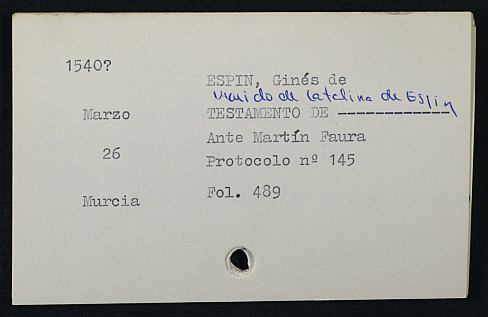 1540?
ESPIN, Ginés de
marido de Catalina de Espin
Marzo TESTAMENTO DE ------------
Ante Martín Faura
26
Protocolo nº 145
Murcia Fol. 489